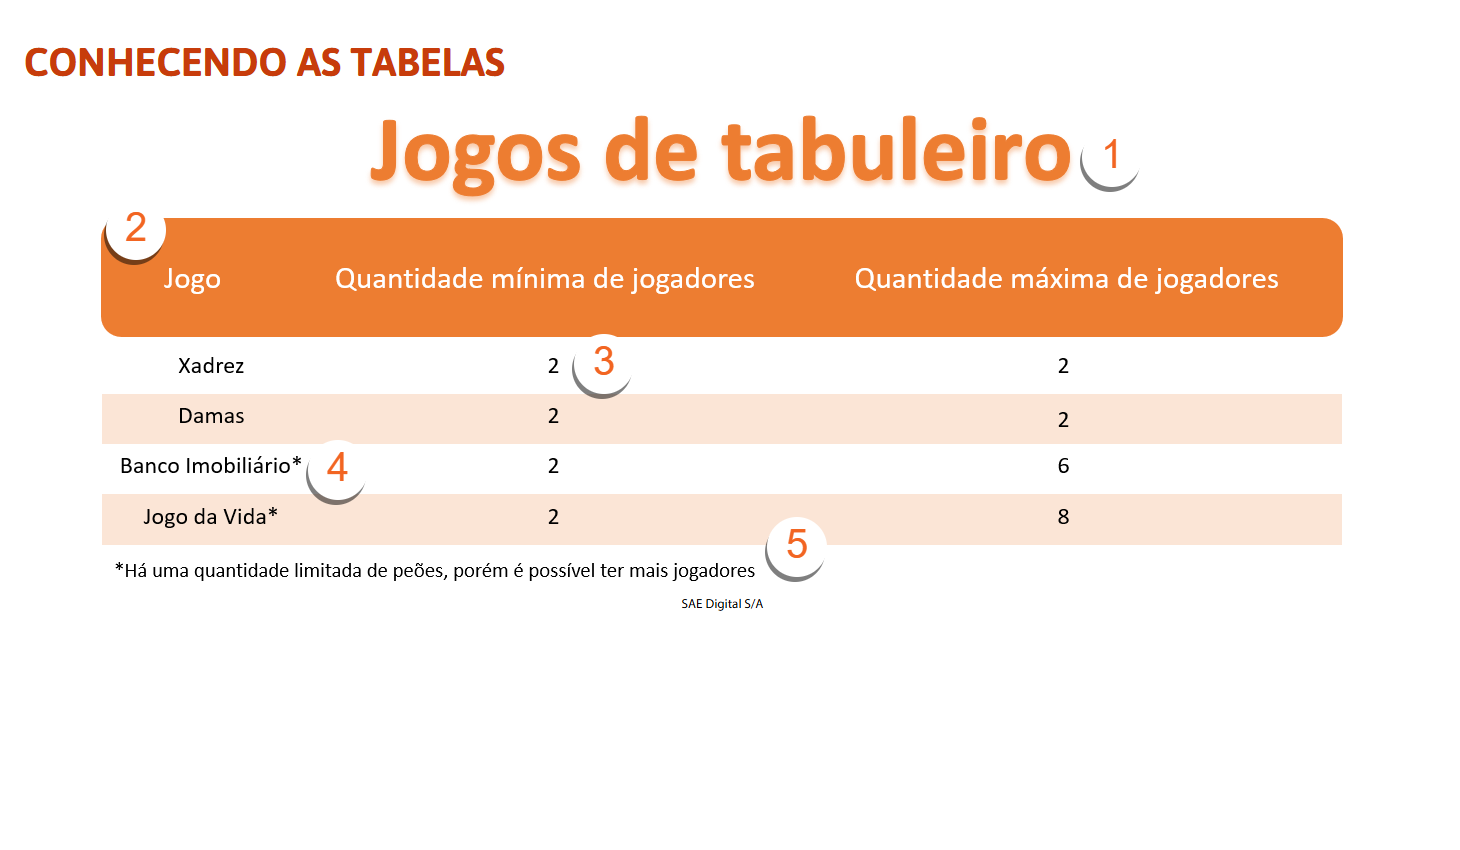 CONHECENDO AS TABELAS
Jogos de tabuleiro 1
2
Jogo Quantidade mínima de jogadores Quantidade máxima de jogadores
Xadrez 2 3 2
Damas 2 2
Banco Imobiliário* 4 2 6
Jogo da Vida* 2 8
5
*Há uma quantidade limitada de peões, porém é possível ter mais jogadores
SAE Digital S/A